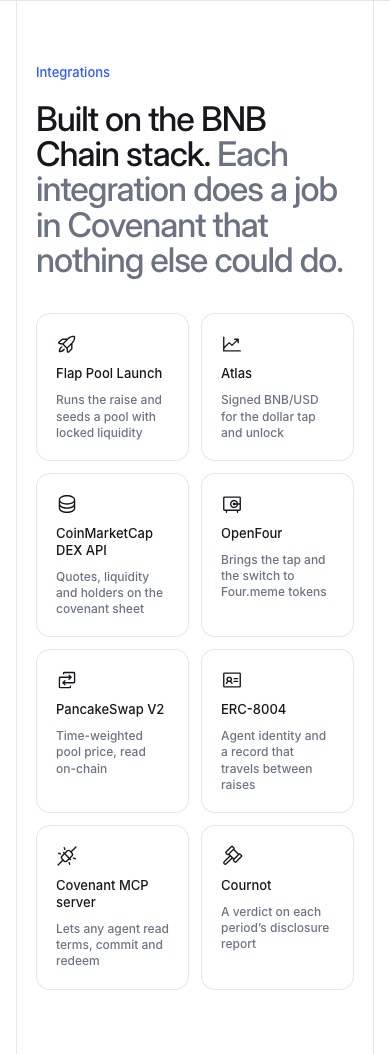 Integrations
Built on the BNB
Chain stack. Each
integration does a job
in Covenant that
nothing else could do.
Flap Pool Launch
Runs the raise and
seeds a pool with
locked liquidity
Atlas
Signed BNB/USD
for the dollar tap
and unlock
CoinMarketCap
DEX API
Quotes, liquidity
and holders on the
covenant sheet
OpenFour
Brings the tap and
the switch to
Four.meme tokens
PancakeSwap V2
Time-weighted
pool price, read
on-chain
ERC-8004
Agent identity and
a record that
travels between
raises
Covenant MCP
server
Lets any agent read
terms, commit and
redeem
Cournot
A verdict on each
period’s disclosure
report